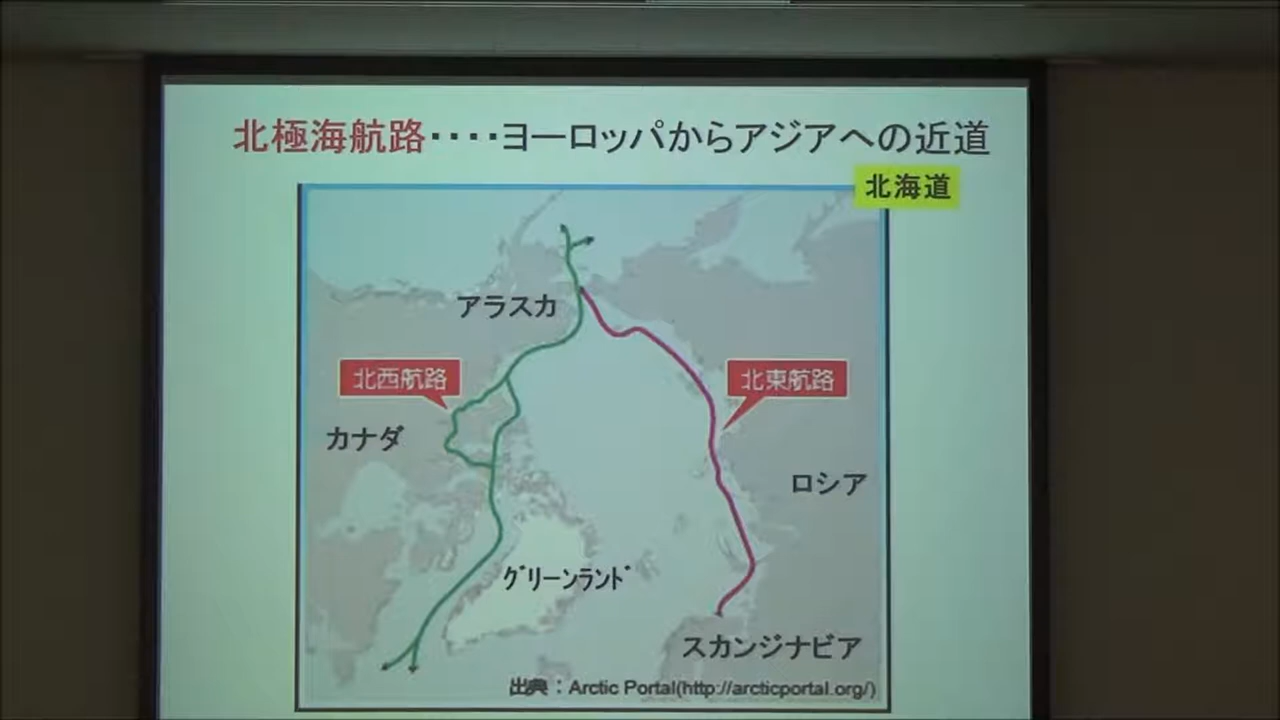 北極海航路････ヨーロッパからアジアへの近道
北海道
アラスカ
北西航路
北東航路
カナダ
ロシア
ｸﾞリーンランﾄﾞ
スカンジナビア
出典：Arctic Portal(http://arcticportal.org/)